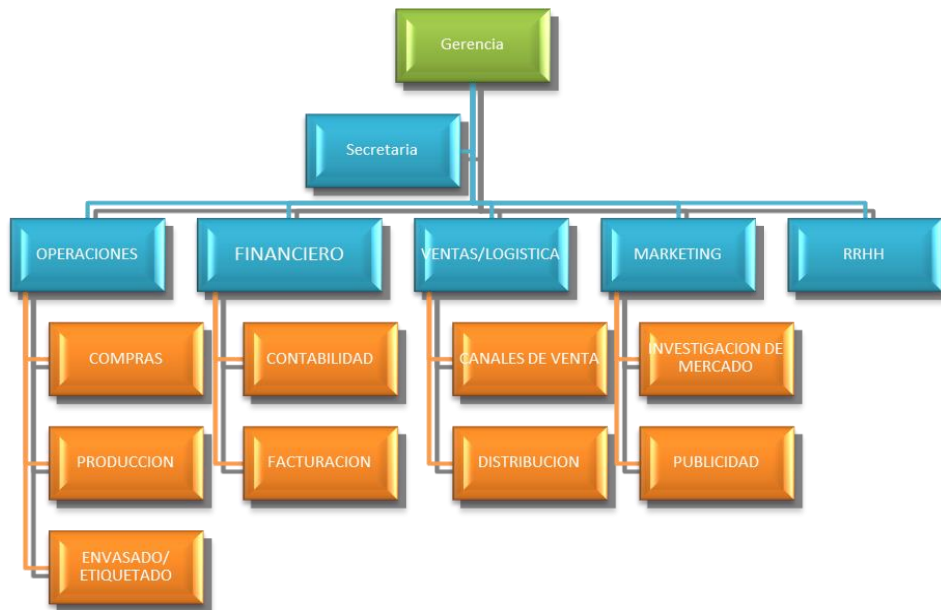 Gerencia
Secretaria
OPERACIONES
FINANCIERO
VENTAS/LOGISTICA
MARKETING
RRHH
COMPRAS
CONTABILIDAD
CANALES DE VENTA
INVESTIGACION DE
MERCADO
PRODUCCION
FACTURACION
DISTRIBUCION
PUBLICIDAD
ENVASADO/
ETIQUETADO